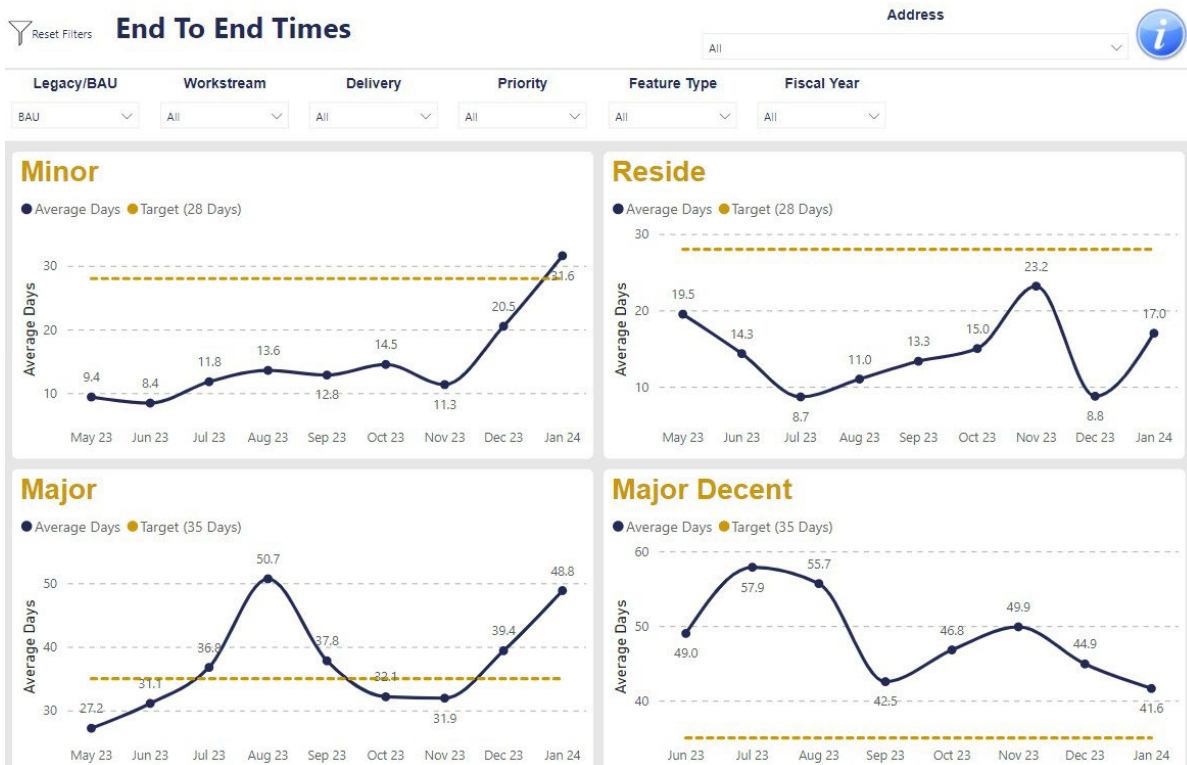 Reset Filters End To End Times
Address
All
i
Legacy/BAU Workstream Delivery Priority Feature Type Fiscal Year
BAU All All All All All
Minor
Average Days Target (28 Days)
Average Days
30
20
10
9.4 8.4 11.8 13.6 12.8 14.5 11.3 20.5 31.6
May 23 Jun 23 Jul 23 Aug 23 Sep 23 Oct 23 Nov 23 Dec 23 Jan 24
Reside
Average Days Target (28 Days)
Average Days
30
20
10
19.5 14.3 8.7 11.0 13.3 15.0 23.2 8.8 17.0
May 23 Jun 23 Jul 23 Aug 23 Sep 23 Oct 23 Nov 23 Dec 23 Jan 24
Major
Average Days Target (35 Days)
Average Days
50
40
30
27.2 31.1 36.8 50.7 37.8 32.1 31.9 39.4 48.8
May 23 Jun 23 Jul 23 Aug 23 Sep 23 Oct 23 Nov 23 Dec 23 Jan 24
Major Decent
Average Days Target (35 Days)
Average Days
60
50
40
49.0 57.9 55.7 42.5 46.8 49.9 44.9 41.6
Jun 23 Jul 23 Aug 23 Sep 23 Oct 23 Nov 23 Dec 23 Jan 24